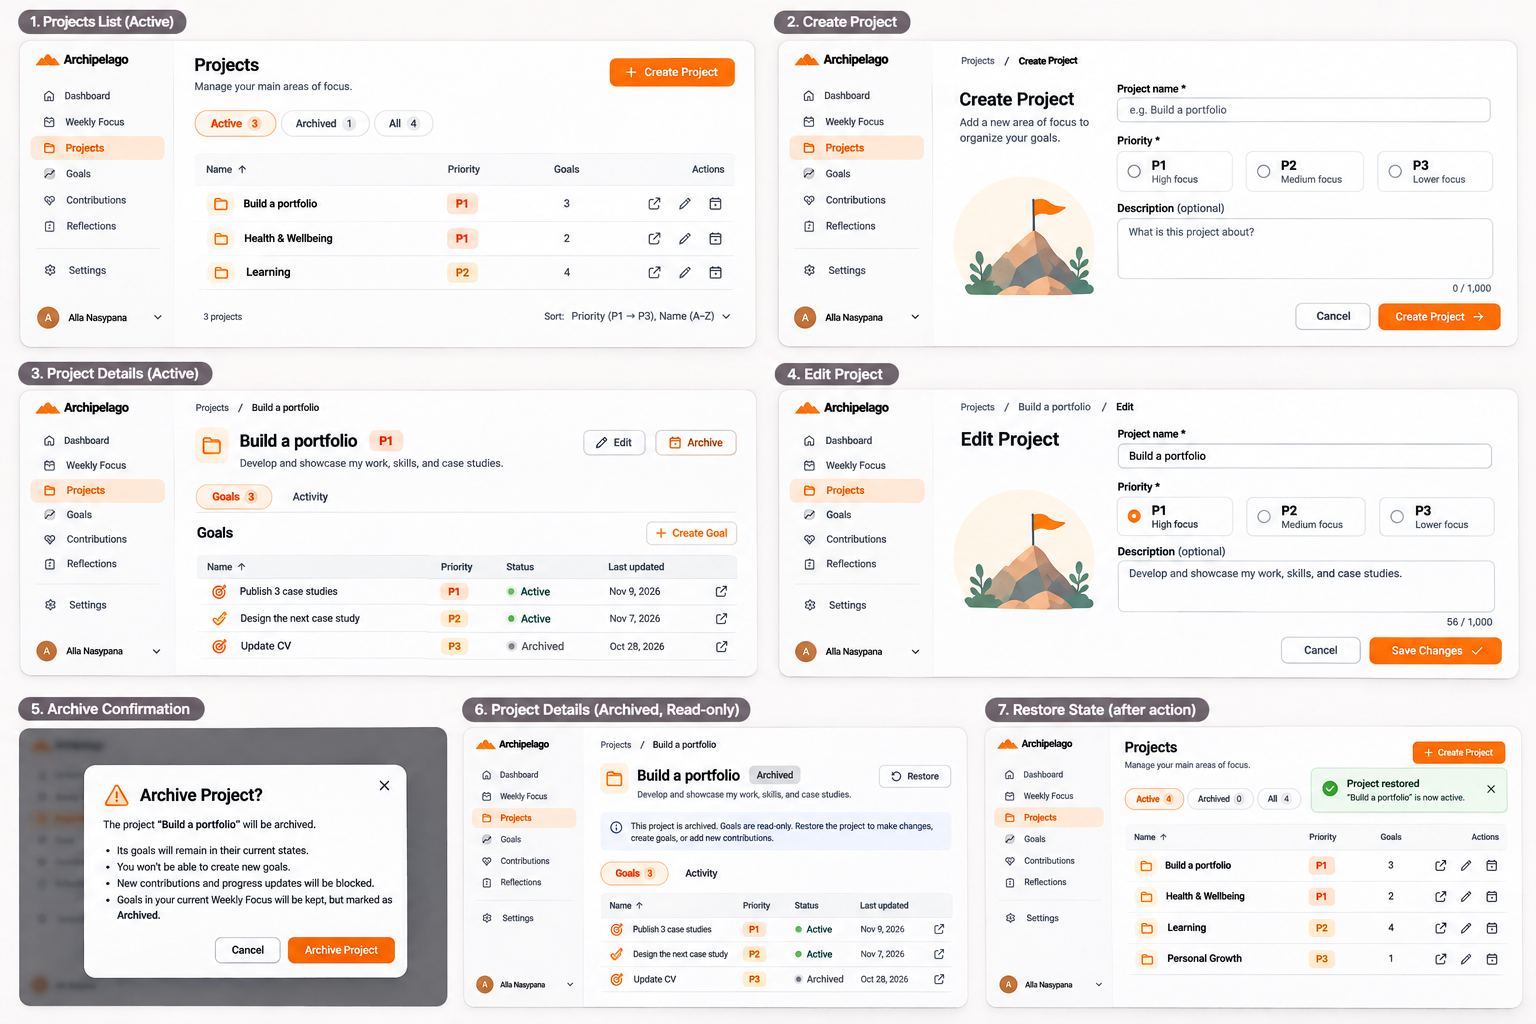 1. Projects List (Active)
Archipelago
Dashboard
Weekly Focus
Projects
Goals
Contributions
Reflections
Settings
A
Alla Nasypana
Projects
Manage your main areas of focus.
+ Create Project
Active 3
Archived 1
All 4
Name ↑ Priority Goals Actions
Build a portfolio P1 3
Health & Wellbeing P1 2
Learning P2 4
3 projects
Sort: Priority (P1 → P3), Name (A–Z)
2. Create Project
Archipelago
Dashboard
Weekly Focus
Projects
Goals
Contributions
Reflections
Settings
A
Alla Nasypana
Projects / Create Project
Create Project
Add a new area of focus to
organize your goals.
Project name *
e.g. Build a portfolio
Priority *
P1
High focus
P2
Medium focus
P3
Lower focus
Description (optional)
What is this project about?
0 / 1,000
Cancel
Create Project →
3. Project Details (Active)
Archipelago
Dashboard
Weekly Focus
Projects
Goals
Contributions
Reflections
Settings
A
Alla Nasypana
Projects / Build a portfolio
Build a portfolio P1
Develop and showcase my work, skills, and case studies.
Edit
Archive
Goals 3
Activity
Goals
+ Create Goal
Name ↑ Priority Status Last updated
Publish 3 case studies P1 Active Nov 9, 2026
Design the next case study P2 Active Nov 7, 2026
Update CV P3 Archived Oct 28, 2026
4. Edit Project
Archipelago
Dashboard
Weekly Focus
Projects
Goals
Contributions
Reflections
Settings
A
Alla Nasypana
Projects / Build a portfolio / Edit
Edit Project
Project name *
Build a portfolio
Priority *
P1
High focus
P2
Medium focus
P3
Lower focus
Description (optional)
Develop and showcase my work, skills, and case studies.
56 / 1,000
Cancel
Save Changes
5. Archive Confirmation
Archive Project?
The project “Build a portfolio” will be archived.
• Its goals will remain in their current states.
• You won't be able to create new goals.
• New contributions and progress updates will be blocked.
• Goals in your current Weekly Focus will be kept, but marked as
Archived.
Cancel
Archive Project
6. Project Details (Archived, Read-only)
Archipelago
Dashboard
Weekly Focus
Projects
Goals
Contributions
Reflections
Settings
A
Alla Nasypana
Projects / Build a portfolio
Build a portfolio Archived
Develop and showcase my work, skills, and case studies.
Restore
This project is archived. Goals are read-only. Restore the project to make changes,
create goals, or add new contributions.
Goals 3
Activity
Name ↑ Priority Status Last updated
Publish 3 case studies P1 Active Nov 9, 2026
Design the next case study P2 Active Nov 7, 2026
Update CV P3 Archived Oct 28, 2026
7. Restore State (after action)
Archipelago
Dashboard
Weekly Focus
Projects
Goals
Contributions
Reflections
Settings
A
Alla Nasypana
Projects
Manage your main areas of focus.
+ Create Project
Project restored
“Build a portfolio” is now active.
Active 4
Archived 0
All 4
Name ↑ Priority Goals Actions
Build a portfolio P1 3
Health & Wellbeing P1 2
Learning P2 4
Personal Growth P3 1